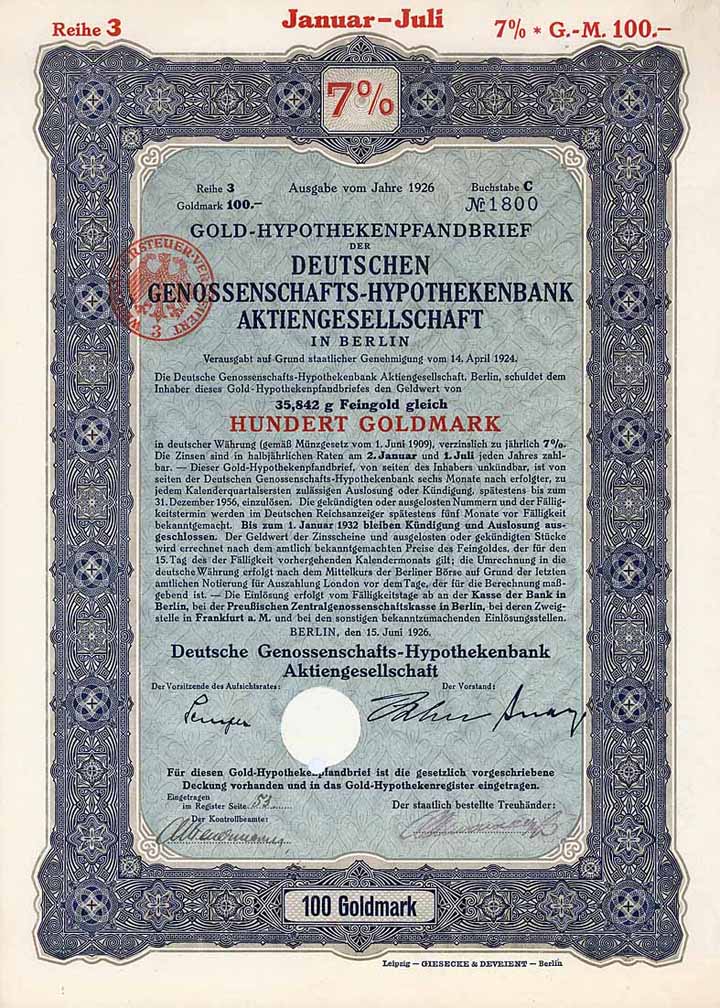 Reihe 3
Januar–Juli
7% * G.-M. 100.–
7%
Reihe 3 Ausgabe vom Jahre 1926 Buchstabe C
Goldmark 100.– № 1800
GOLD-HYPOTHEKENPFANDBRIEF
DER
DEUTSCHEN
GENOSSENSCHAFTS-HYPOTHEKENBANK
AKTIENGESELLSCHAFT
IN BERLIN
Verausgabt auf Grund staatlicher Genehmigung vom 14. April 1924.
Die Deutsche Genossenschafts-Hypothekenbank Aktiengesellschaft, Berlin, schuldet dem
Inhaber dieses Gold-Hypothekenpfandbriefes den Geldwert von
35,842 g Feingold gleich
HUNDERT GOLDMARK
in deutscher Währung (gemäß Münzgesetz vom 1. Juni 1909), verzinslich zu jährlich 7%.
Die Zinsen sind in halbjährlichen Raten am 2. Januar und 1. Juli jeden Jahres zahl-
bar. — Dieser Gold-Hypothekenpfandbrief, von seiten des Inhabers unkündbar, ist von
seiten der Deutschen Genossenschafts-Hypothekenbank sechs Monate nach erfolgter, zu
jedem Kalenderquartalsersten zulässigen Auslosung oder Kündigung, spätestens bis zum
31. Dezember 1956, einzulösen. Die gekündigten oder ausgelosten Nummern und der Fällig-
keitstermin werden im Deutschen Reichsanzeiger spätestens fünf Monate vor Fälligkeit
bekanntgemacht. Bis zum 1. Januar 1932 bleiben Kündigung und Auslosung aus-
geschlossen. Der Geldwert der Zinsscheine und ausgelosten oder gekündigten Stücke
wird errechnet nach dem amtlich bekanntgemachten Preise des Feingoldes, der für den
15. Tag des der Fälligkeit vorhergehenden Kalendermonats gilt; die Umrechnung in die
deutsche Währung erfolgt nach dem Mittelkurs der Berliner Börse auf Grund der letzten
amtlichen Notierung für Auszahlung London vor dem Tage, der für die Berechnung maß-
gebend ist. — Die Einlösung erfolgt vom Fälligkeitstage ab an der Kasse der Bank in
Berlin, bei der Preußischen Zentralgenossenschaftskasse in Berlin, bei deren Zweig-
stelle in Frankfurt a. M. und bei den sonstigen bekanntzumachenden Einlösungsstellen.
BERLIN, den 15. Juni 1926.
Deutsche Genossenschafts-Hypothekenbank
Aktiengesellschaft
Der Vorsitzende des Aufsichtsrates: Der Vorstand:
Für diesen Gold-Hypothekenpfandbrief ist die gesetzlich vorgeschriebene
Deckung vorhanden und in das Gold-Hypothekenregister eingetragen.
Eingetragen
im Register Seite 53
Der Kontrollbeamte:
Der staatlich bestellte Treuhänder:
100 Goldmark
Leipzig — GIESECKE & DEVRIENT — Berlin